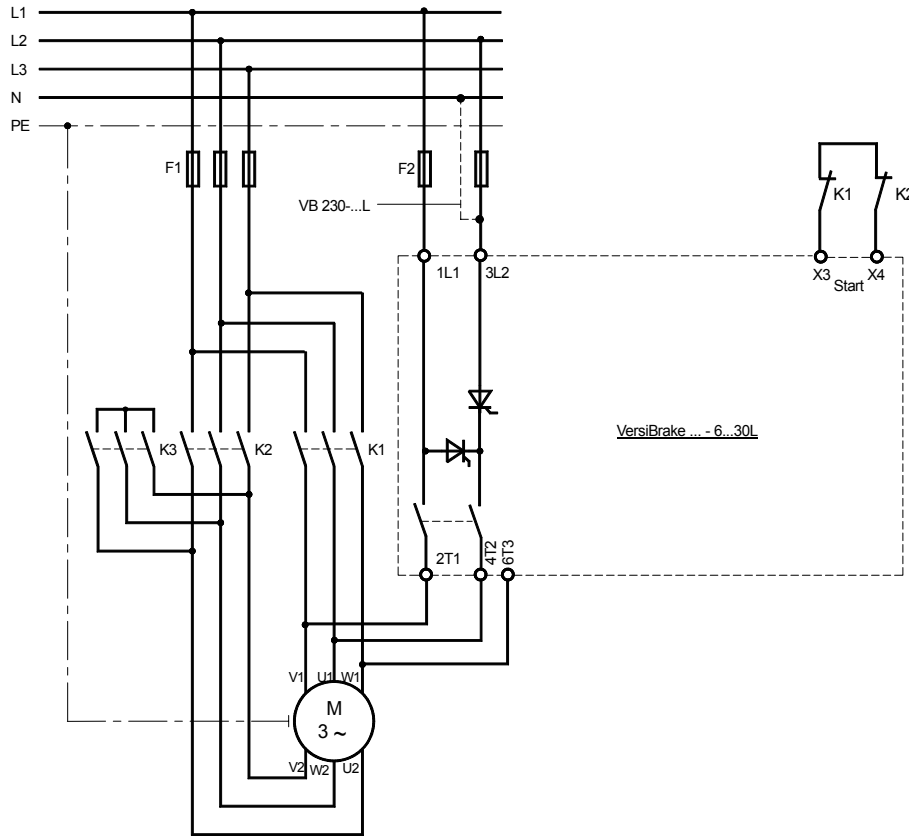 L1
L2
L3
N
PE
F1
F2
VB 230-...L
K1
K2
1L1
3L2
X3
X4
Start
K3
K2
K1
VersiBrake ... - 6...30L
2T1
4T2
6T3
V1
U1
W1
M
3 ~
V2
W2
U2